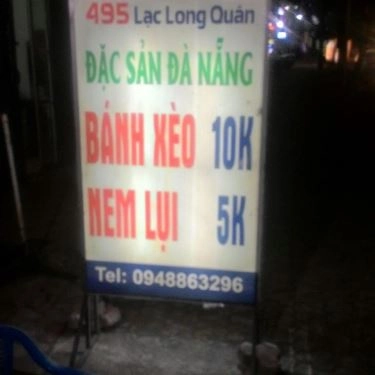 495 Lạc Long Quân
ĐẶC SẢN ĐÀ NẴNG
BÁNH XÈO 10K
NEM LỤI 5K
Tel: 0948863296